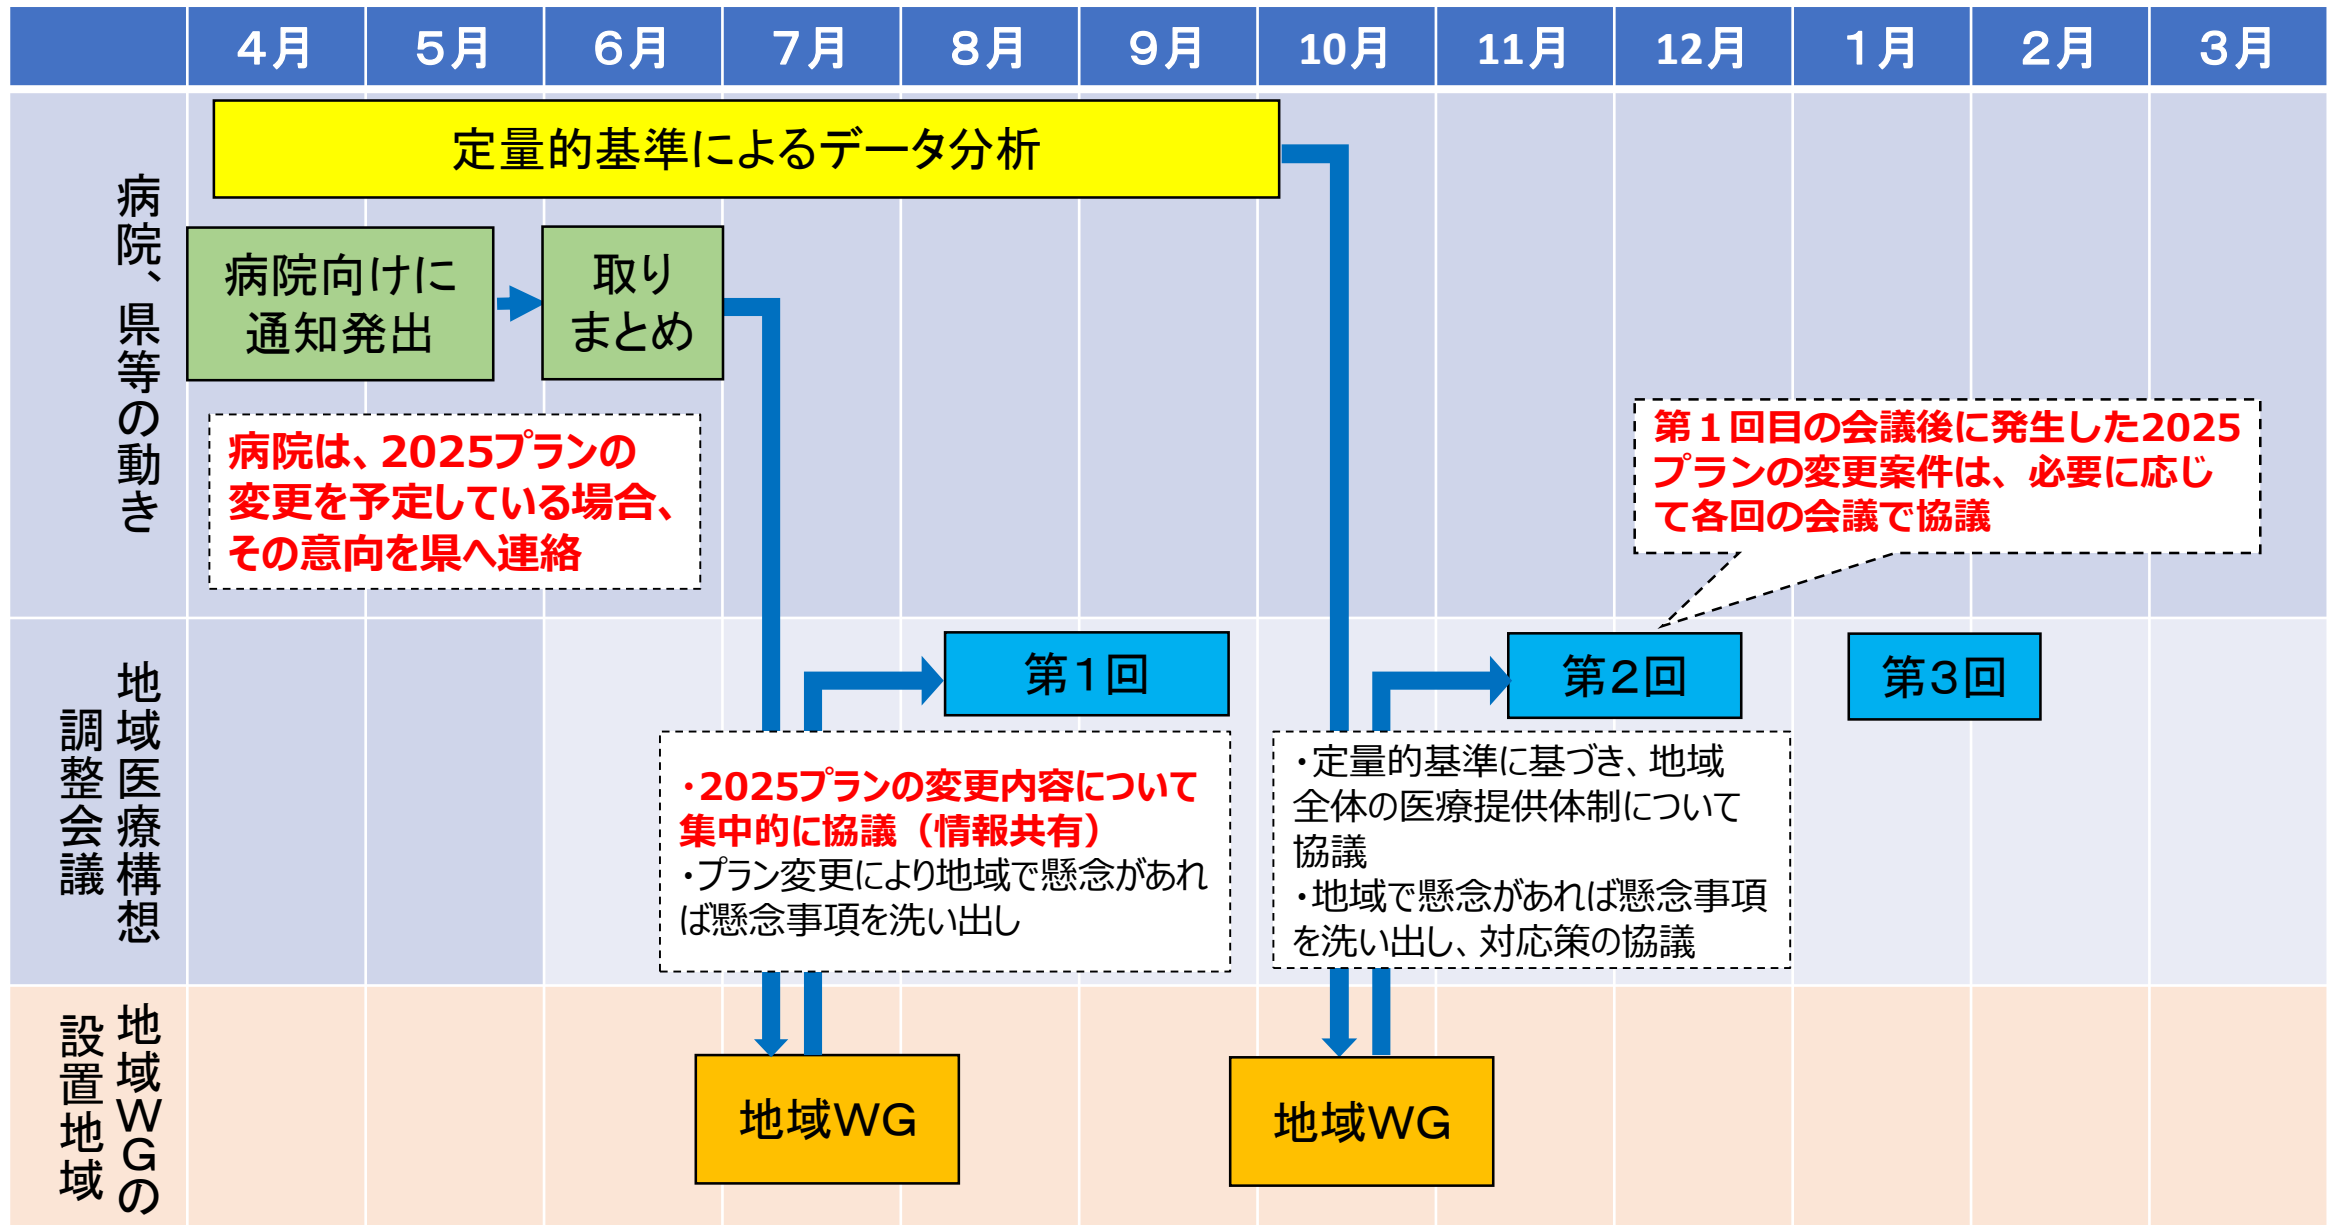 4月 5月 6月 7月 8月 9月 10月 11月 12月 1月 2月 3月
病院、県等の動き
定量的基準によるデータ分析
病院向けに
通知発出
取り
まとめ
病院は、2025プランの
変更を予定している場合、
その意向を県へ連絡
第1回目の会議後に発生した2025
プランの変更案件は、必要に応じ
て各回の会議で協議
地域医療構想
調整会議
第1回
第2回
第3回
・2025プランの変更内容について
集中的に協議（情報共有）
・プラン変更により地域で懸念があれ
ば懸念事項を洗い出し
・定量的基準に基づき、地域
全体の医療提供体制について
協議
・地域で懸念があれば懸念事項
を洗い出し、対応策の協議
地域WGの
設置地域
地域WG
地域WG